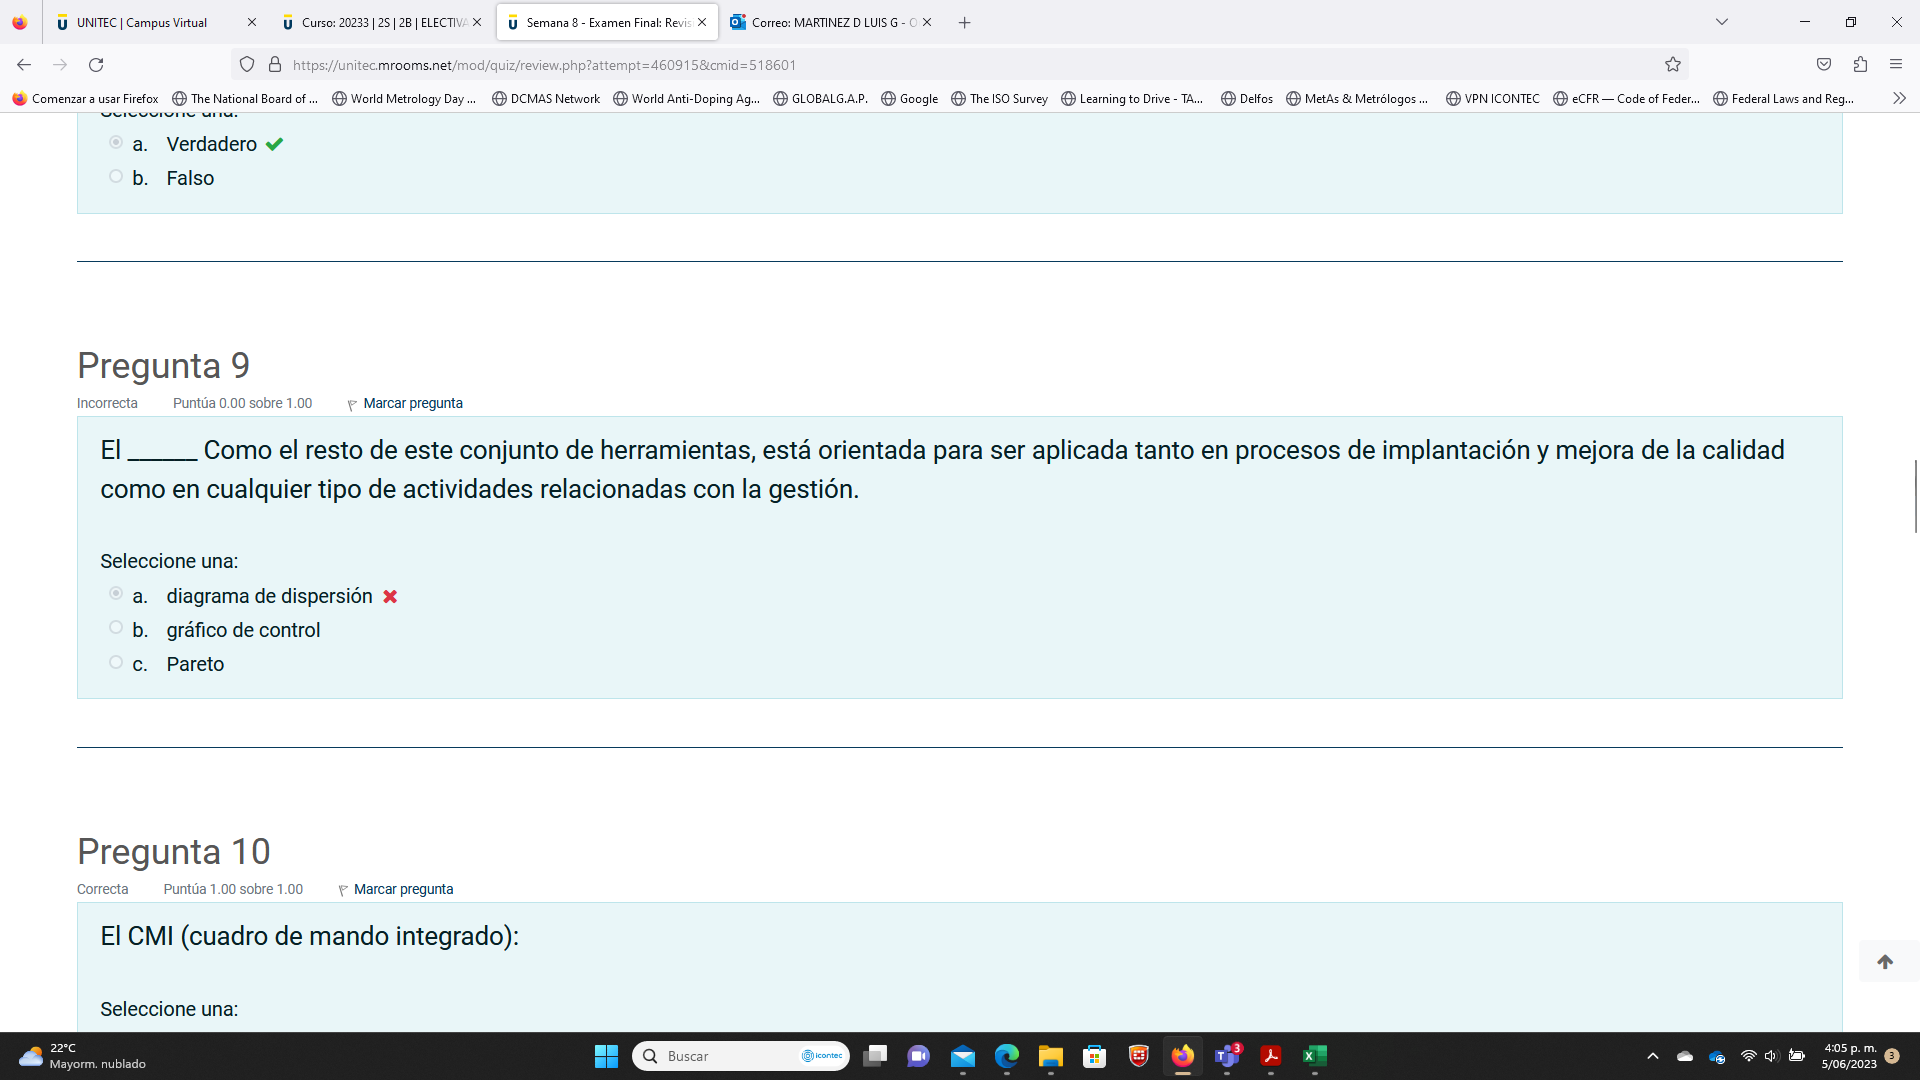 UNITEC | Campus Virtual
Curso: 20233 | 2S | 2B | ELECTIVA
Semana 8 - Examen Final: Revis
Correo: MARTINEZ D LUIS G - O
https://unitec.mrooms.net/mod/quiz/review.php?attempt=460915&cmid=518601
Comenzar a usar Firefox
The National Board of ...
World Metrology Day ...
DCMAS Network
World Anti-Doping Ag...
GLOBALG.A.P.
Google
The ISO Survey
Learning to Drive - TA...
Delfos
MetAs & Metrólogos ...
VPN ICONTEC
eCFR — Code of Feder...
Federal Laws and Reg...
Seleccione una:
a. Verdadero
b. Falso
Pregunta 9
Incorrecta Puntúa 0.00 sobre 1.00 Marcar pregunta
El ______ Como el resto de este conjunto de herramientas, está orientada para ser aplicada tanto en procesos de implantación y mejora de la calidad
como en cualquier tipo de actividades relacionadas con la gestión.
Seleccione una:
a. diagrama de dispersión
b. gráfico de control
c. Pareto
Pregunta 10
Correcta Puntúa 1.00 sobre 1.00 Marcar pregunta
El CMI (cuadro de mando integrado):
Seleccione una:
22°C
Mayorm. nublado
Buscar
icontec
3
4:05 p. m.
5/06/2023
3